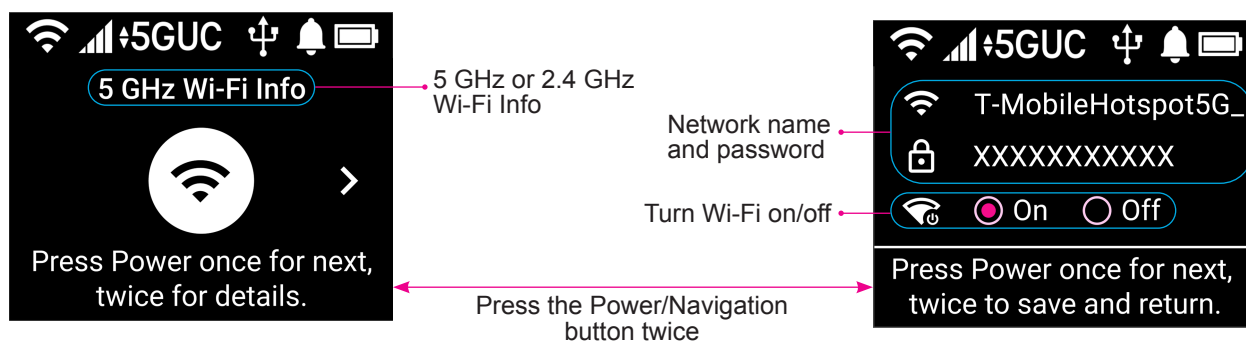 5GUC
5 GHz Wi-Fi Info
Press Power once for next,
twice for details.
5 GHz or 2.4 GHz
Wi-Fi Info
Network name
and password
Turn Wi-Fi on/off
Press the Power/Navigation
button twice
5GUC
T-MobileHotspot5G_
XXXXXXXXXXX
On Off
Press Power once for next,
twice to save and return.